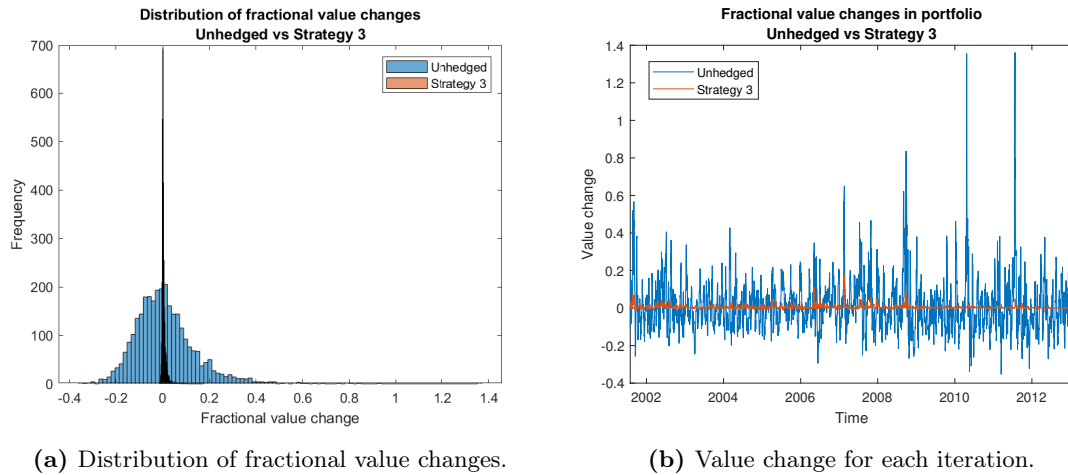 Distribution of fractional value changes
Unhedged vs Strategy 3
700
600
500
400
300
200
100
0
Frequency
Unhedged
Strategy 3
-0.4
-0.2
0
0.2
0.4
0.6
0.8
1
1.2
1.4
Fractional value change
(a) Distribution of fractional value changes.
Fractional value changes in portfolio
Unhedged vs Strategy 3
1.4
1.2
1
0.8
0.6
0.4
0.2
0
-0.2
-0.4
Value change
Unhedged
Strategy 3
2002
2004
2006
2008
2010
2012
Time
(b) Value change for each iteration.